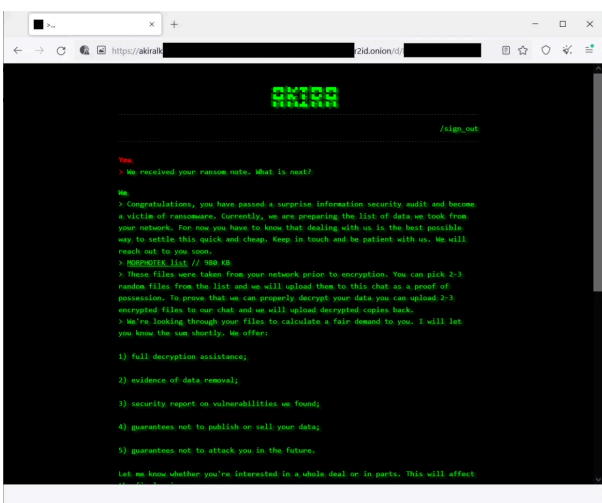 >_
https://akiralk r2id.onion/d/
AKIRA
/sign_out
You
> We received your ransom note. What is next?
We
> Congratulations, you have passed a surprise information security audit and become
a victim of ransomware. Currently, we are preparing the list of data we took from
your network. For now you have to know that dealing with us is the best possible
way to settle this quick and cheap. Keep in touch and be patient with us. We will
reach out to you soon.
> MORPHOTEK list // 980 KB
> These files were taken from your network prior to encryption. You can pick 2-3
random files from the list and we will upload them to this chat as a proof of
possession. To prove that we can properly decrypt your data you can upload 2-3
encrypted files to our chat and we will upload decrypted copies back.
> We're looking through your files to calculate a fair demand to you. I will let
you know the sum shortly. We offer:
1) full decryption assistance;
2) evidence of data removal;
3) security report on vulnerabilities we found;
4) guarantees not to publish or sell your data;
5) guarantees not to attack you in the future.
Let me know whether you're interested in a whole deal or in parts. This will affect